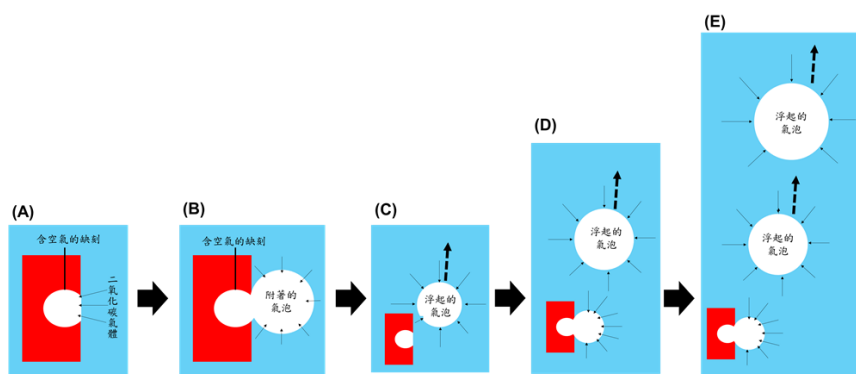 (A)
含空氣的缺刻
二氧化碳氣體
(B)
含空氣的缺刻
附著的
氣泡
(C)
浮起的
氣泡
(D)
浮起的
氣泡
(E)
浮起的
氣泡
浮起的
氣泡